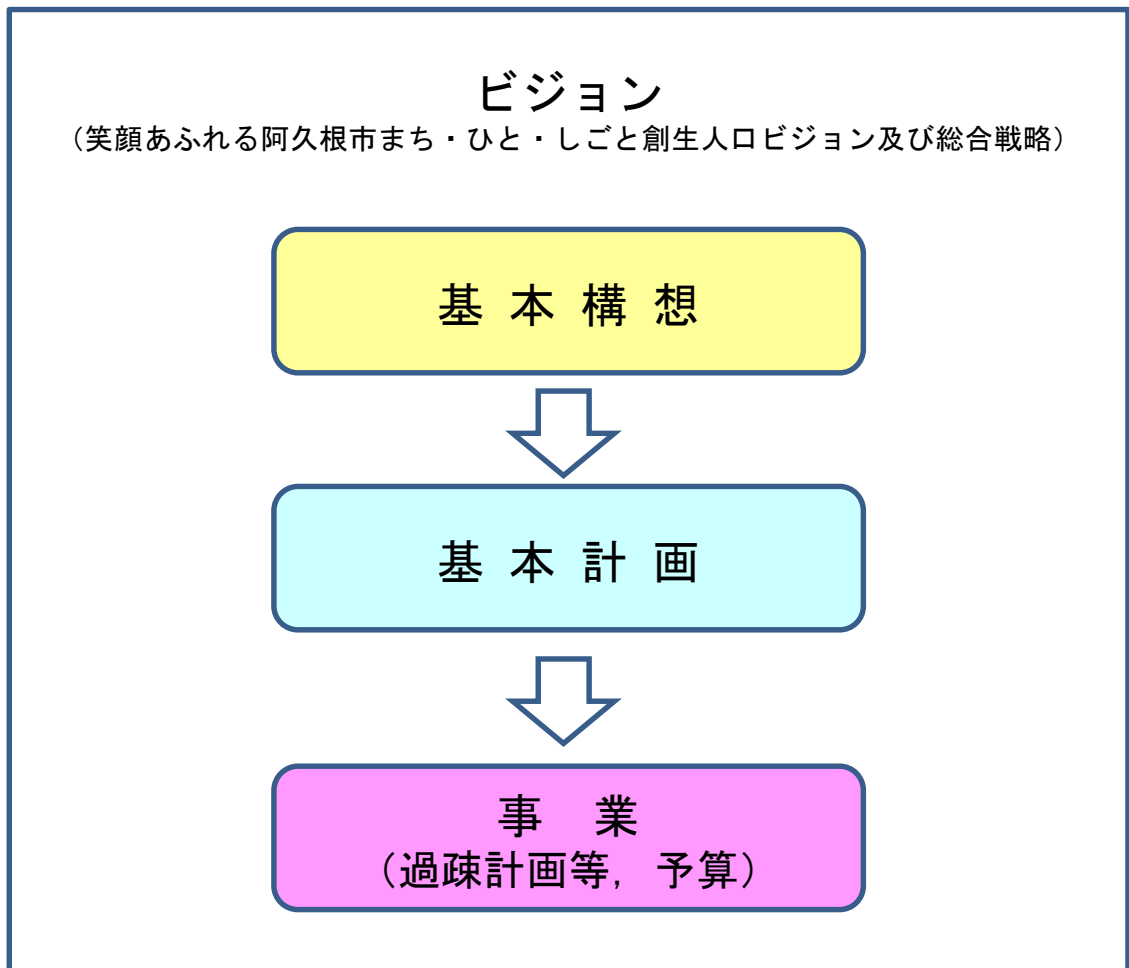 ビジョン
（笑顔あふれる阿久根市まち・ひと・しごと創生人口ビジョン及び総合戦略）
基 本 構 想
基 本 計 画
事　業
（過疎計画等，予算）